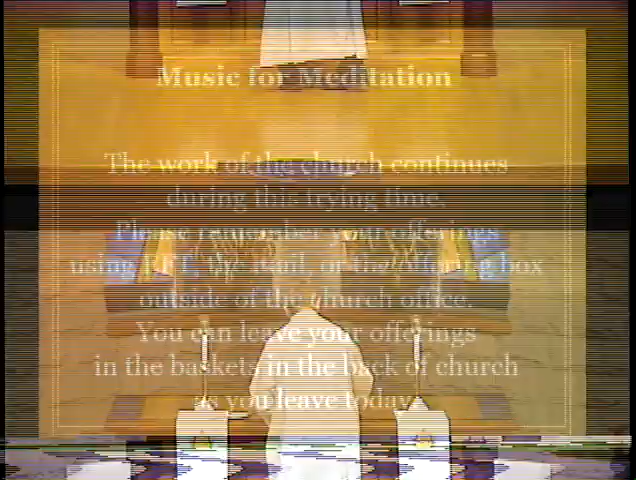 Music for Meditation
The work of the church continues
during this trying time.
Please remember your offerings
using EFT, the mail, or the offering box
outside of the church office.
You can leave your offerings
in the baskets in the back of church
as you leave today.